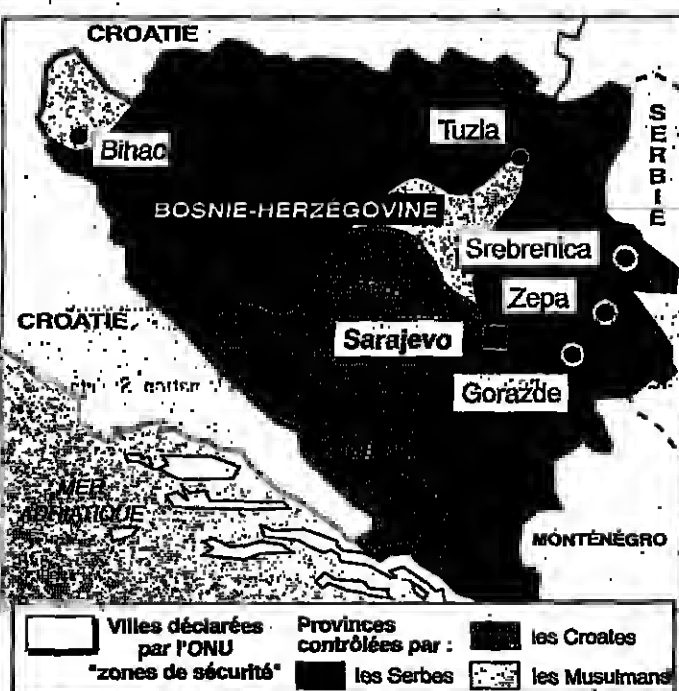 CROATIE
SERBIE
Tuzla
Bihac
BOSNIE-HERZÉGOVINE
Srebrenica
Zepa
CROATIE
Sarajevo
Gorazde
MER
ADRIATIQUE
MONTÉNÉGRO
Villes déclarées
par l'ONU
"zones de sécurité"
Provinces
contrôlées par :
les Serbes
les Croates
les Musulmans